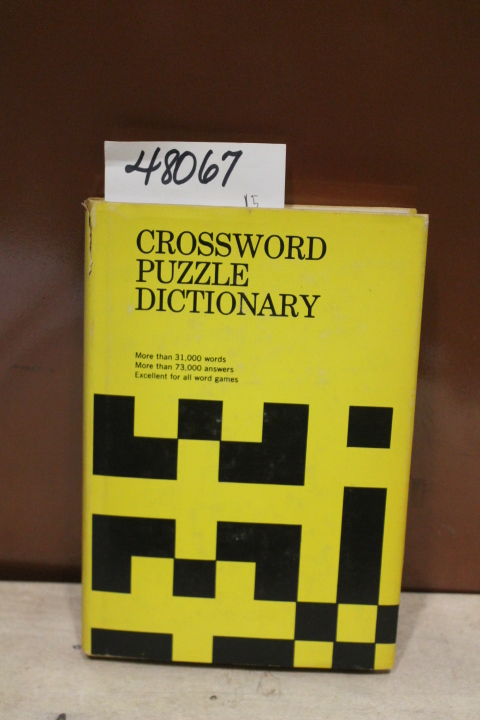 48067
15
CROSSWORD
PUZZLE
DICTIONARY
More than 31,000 words
More than 73,000 answers
Excellent for all word games